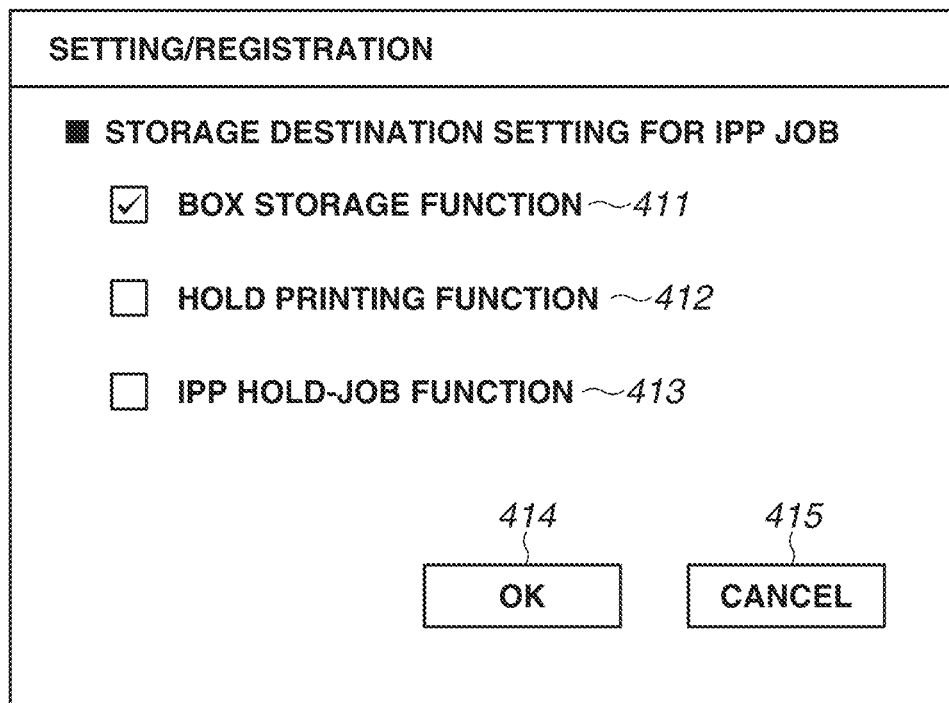 SETTING/REGISTRATION
■ STORAGE DESTINATION SETTING FOR IPP JOB
BOX STORAGE FUNCTION 411
HOLD PRINTING FUNCTION 412
IPP HOLD-JOB FUNCTION 413
414 415
OK CANCEL